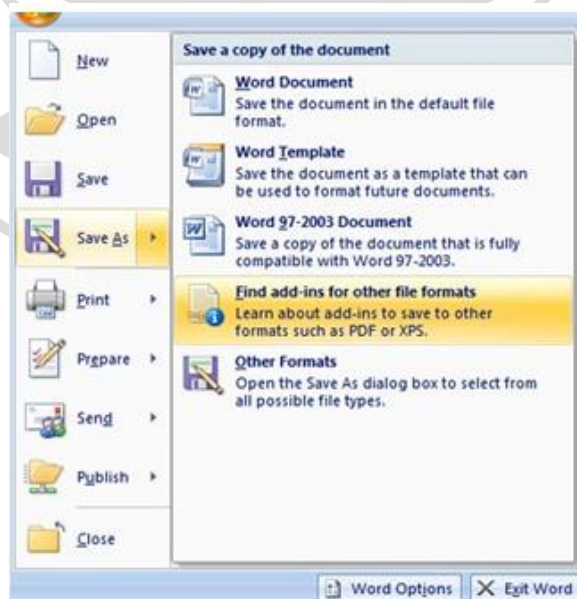 New
Open
Save
Save As
Print
Prepare
Send
Publish
Close
Save a copy of the document
Word Document
Save the document in the default file
format.
Word Template
Save the document as a template that can
be used to format future documents.
Word 97-2003 Document
Save a copy of the document that is fully
compatible with Word 97-2003.
Find add-ins for other file formats
Learn about add-ins to save to other
formats such as PDF or XPS.
Other Formats
Open the Save As dialog box to select from
all possible file types.
Word Options
Exit Word